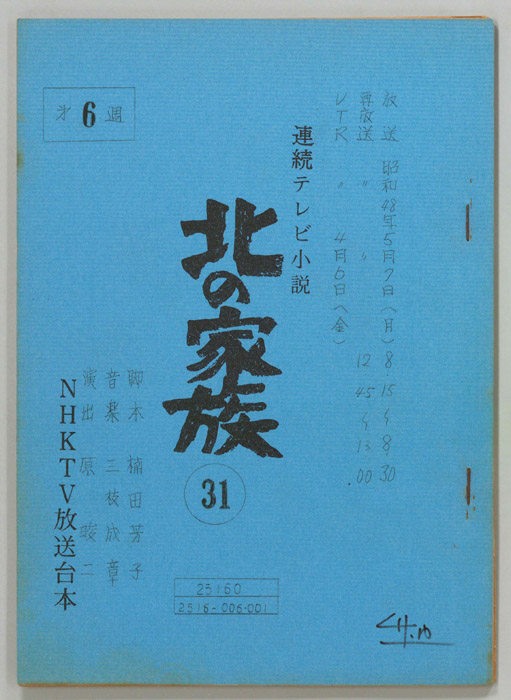 放送 昭和48年5月7日(月) 8.15〜8.30
再放送 〃 〃 12.45〜13.00
VTR 〃 4月6日(金)
連続テレビ小説
北の家族
31
第6週
脚本 楠田芳子
音楽 三枝成章
演出 原 畯二
NHKTV放送台本
25160
2516-006-001